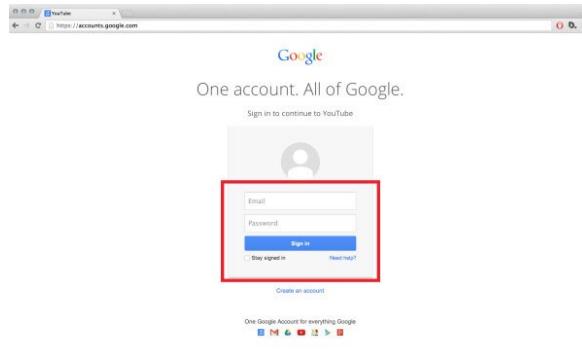 YouTube
https://accounts.google.com
Google
One account. All of Google.
Sign in to continue to YouTube
Email
Password
Sign in
Stay signed in Need help?
Create an account
One Google Account for everything Google